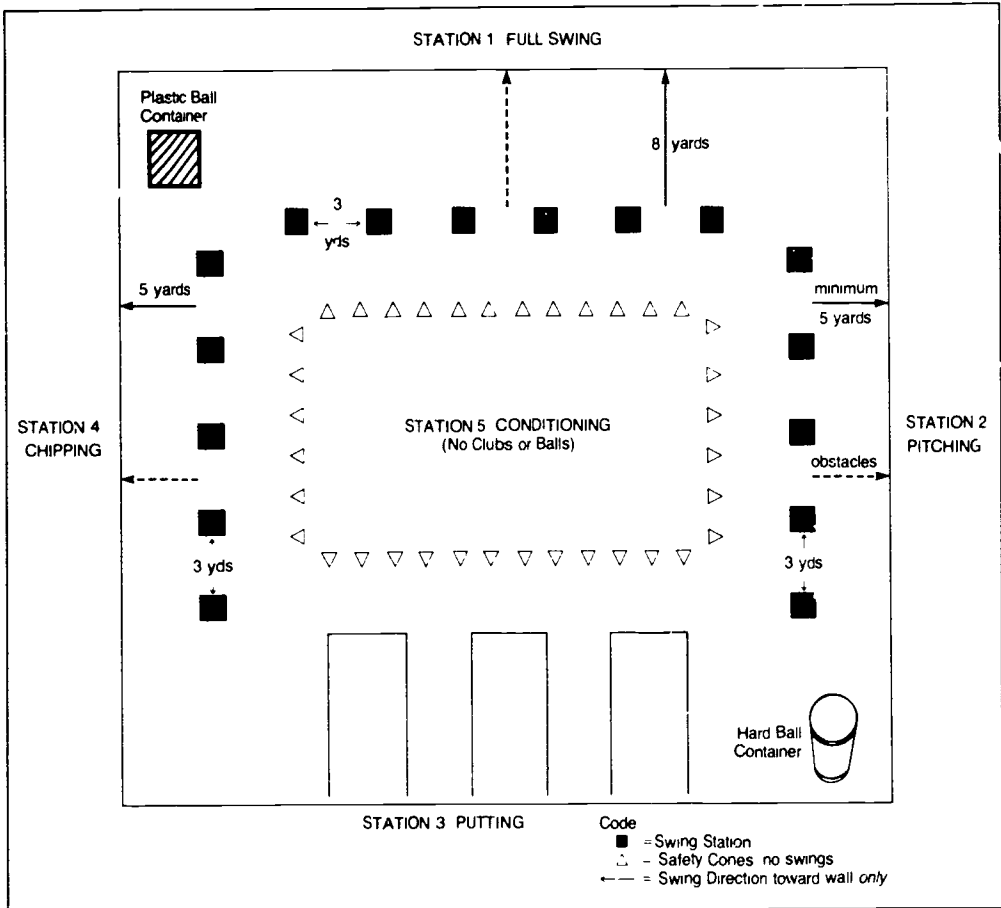 STATION 1 FULL SWING
Plastic Ball
Container
8 yards
3
yds
5 yards
minimum
5 yards
STATION 4
CHIPPING
STATION 5 CONDITIONING
(No Clubs or Balls)
STATION 2
PITCHING
obstacles
3 yds
3 yds
Hard Ball
Container
STATION 3 PUTTING
Code
= Swing Station
– Safety Cones no swings
= Swing Direction toward wall only